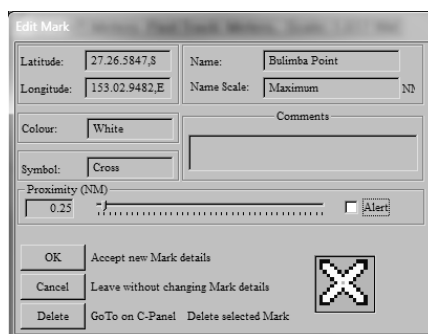 Edit Mark
Latitude: 27.26.5847,S Name: Bulimba Point
Longitude: 153.02.9482,E Name Scale: Maximum
Colour: White Comments
Symbol: Cross
Proximity (NM)
0.25 Alert
OK Accept new Mark details
Cancel Leave without changing Mark details
Delete GoTo on C-Panel Delete selected Mark